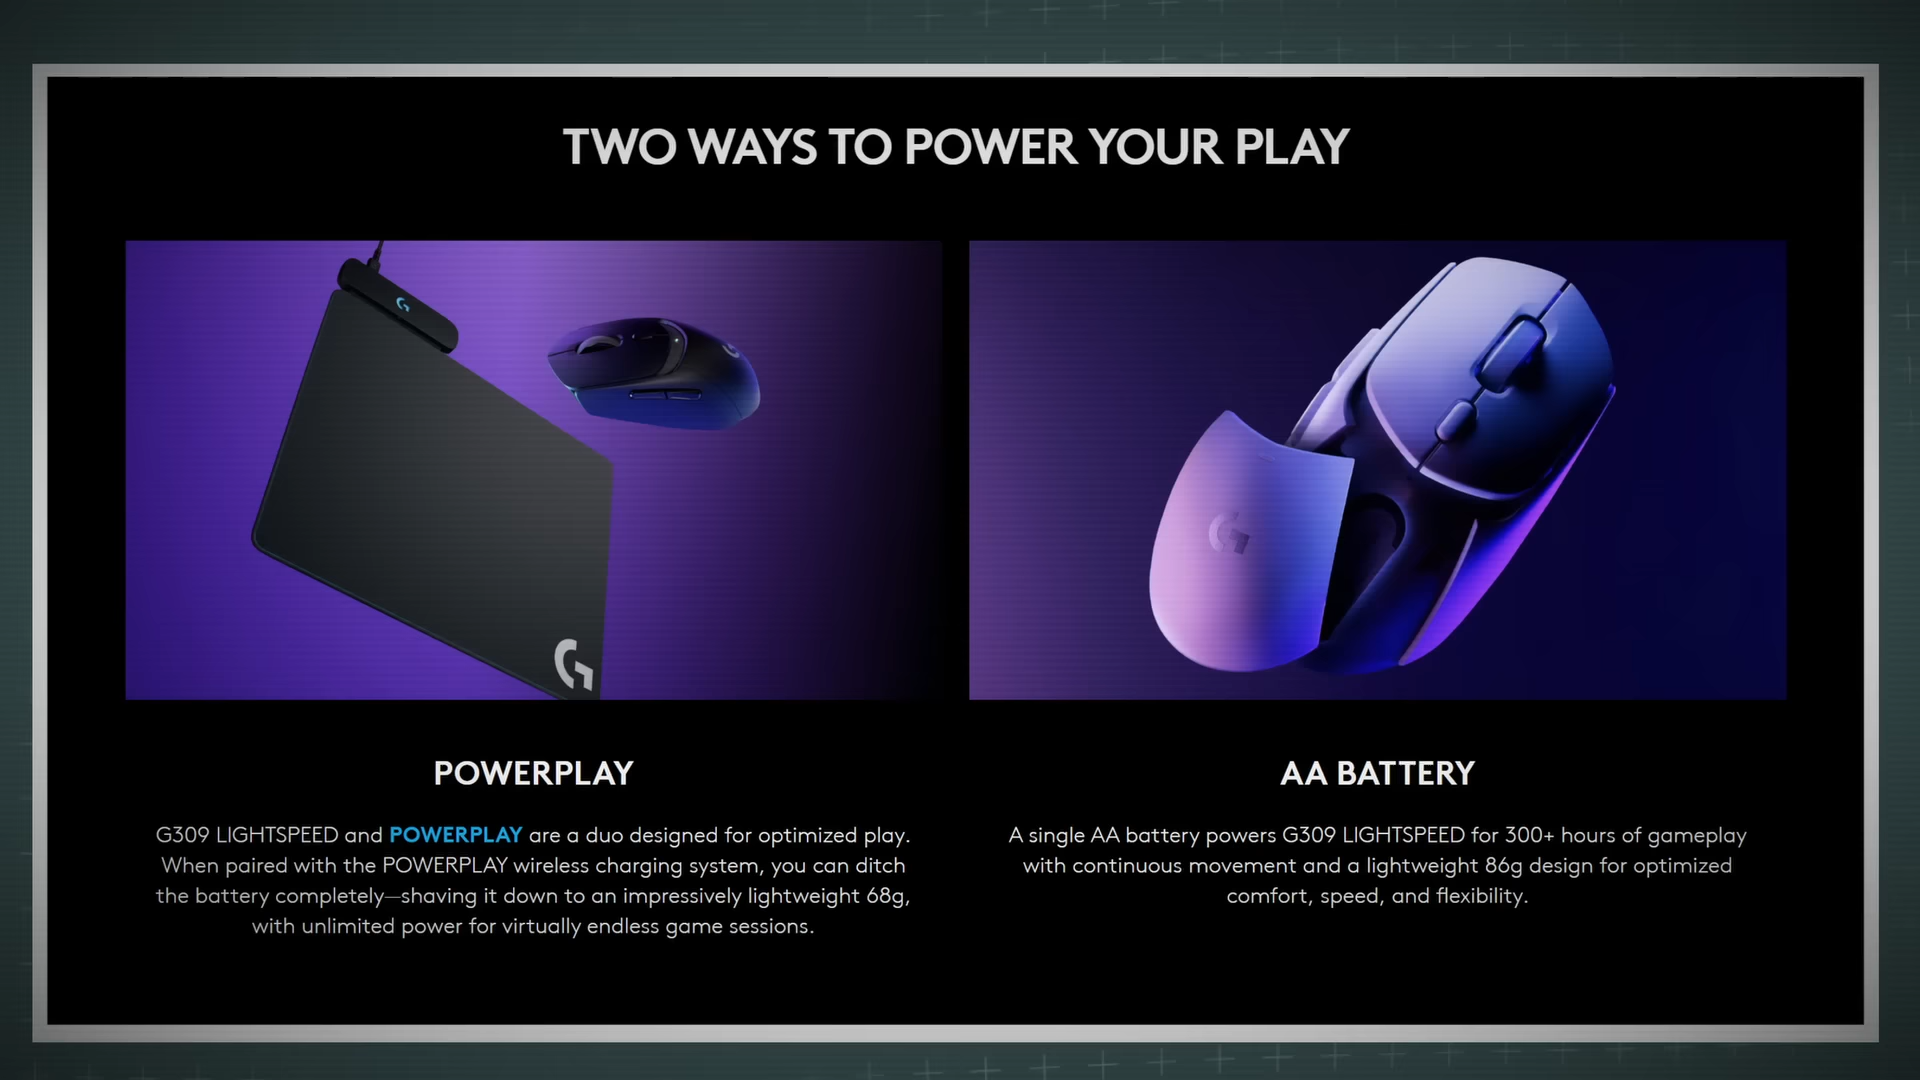 TWO WAYS TO POWER YOUR PLAY
POWERPLAY
G309 LIGHTSPEED and POWERPLAY are a duo designed for optimized play.
When paired with the POWERPLAY wireless charging system, you can ditch
the battery completely—shaving it down to an impressively lightweight 68g,
with unlimited power for virtually endless game sessions.
AA BATTERY
A single AA battery powers G309 LIGHTSPEED for 300+ hours of gameplay
with continuous movement and a lightweight 86g design for optimized
comfort, speed, and flexibility.